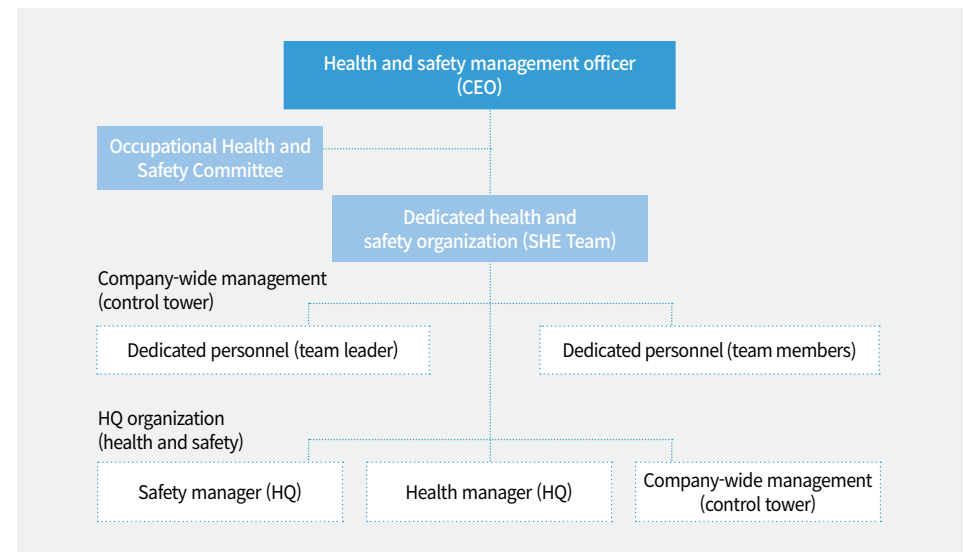 Health and safety management officer
(CEO)
Occupational Health and
Safety Committee
Dedicated health and
safety organization (SHE Team)
Company-wide management
(control tower)
Dedicated personnel (team leader)
Dedicated personnel (team members)
HQ organization
(health and safety)
Safety manager (HQ)
Health manager (HQ)
Company-wide management
(control tower)